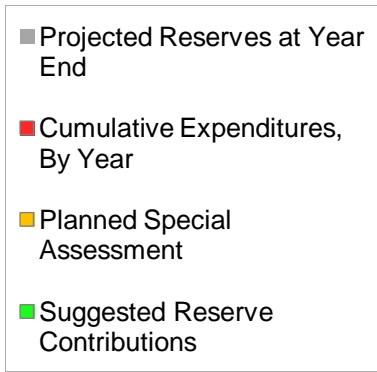 Projected Reserves at Year
End
Cumulative Expenditures,
By Year
Planned Special
Assessment
Suggested Reserve
Contributions